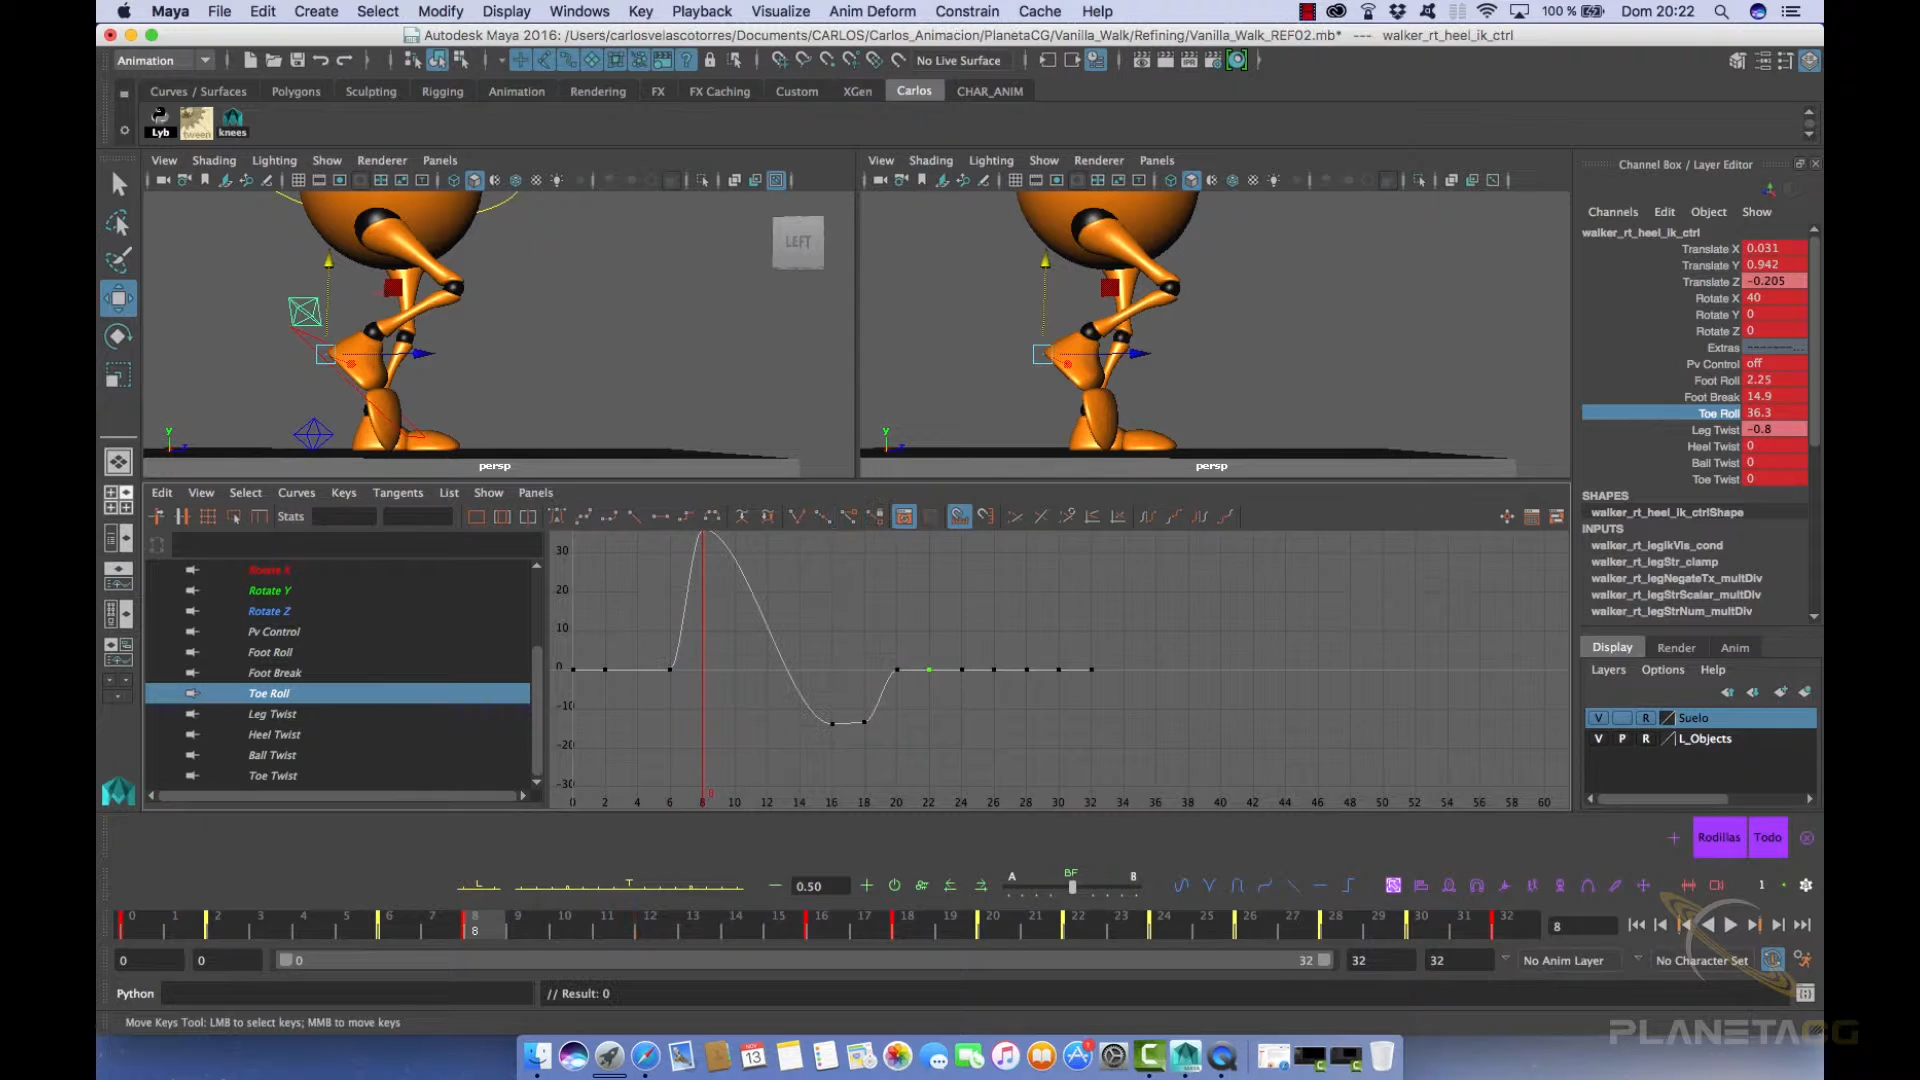 Maya File Edit Create Select Modify Display Windows Key Playback Visualize Anim Deform Constrain Cache Help 100 % Dom 20:22
Autodesk Maya 2016: /Users/carlosvelascotorres/Documents/CARLOS/Carlos_Animacion/PlanetaCG/Vanilla_Walk/Refining/Vanilla_Walk_REF02.mb* --- walker_rt_heel_ik_ctrl
Animation No Live Surface
Curves / Surfaces Polygons Sculpting Rigging Animation Rendering FX FX Caching Custom XGen Carlos CHAR_ANIM
Lyb tween knees
View Shading Lighting Show Renderer Panels
View Shading Lighting Show Renderer Panels
LEFT
y
persp
y
persp
Channel Box / Layer Editor
Channels Edit Object Show
walker_rt_heel_ik_ctrl
Translate X 0.031
Translate Y 0.942
Translate Z -0.205
Rotate X 40
Rotate Y 0
Rotate Z 0
Extras
Pv Control off
Foot Roll 2.25
Foot Break 14.9
Toe Roll 36.3
Leg Twist -0.8
Heel Twist 0
Ball Twist 0
Toe Twist 0
SHAPES
walker_rt_heel_ik_ctrlShape
INPUTS
walker_rt_legIkVis_cond
walker_rt_legStr_clamp
walker_rt_legNegateTx_multDiv
walker_rt_legStrScalar_multDiv
walker_rt_legStrNum_multDiv
Display Render Anim
Layers Options Help
V R Suelo
V P R L_Objects
Edit View Select Curves Keys Tangents List Show Panels
Stats
Rotate X
Rotate Y
Rotate Z
Pv Control
Foot Roll
Foot Break
Toe Roll
Leg Twist
Heel Twist
Ball Twist
Toe Twist
30
20
10
0
-10
-20
-30
8
0 2 4 6 8 10 12 14 16 18 20 22 24 26 28 30 32 34 36 38 40 42 44 46 48 50 52 54 56 58 60
Rodillas Todo
L T 0.50 A BF B 1
0 1 2 3 4 5 6 7 8 9 10 11 12 13 14 15 16 17 18 19 20 21 22 23 24 25 26 27 28 29 30 31 32
8 8
0 0 0 32 32 32 No Anim Layer No Character Set
Python // Result: 0
Move Keys Tool: LMB to select keys; MMB to move keys
PLANETACG
NOV
13